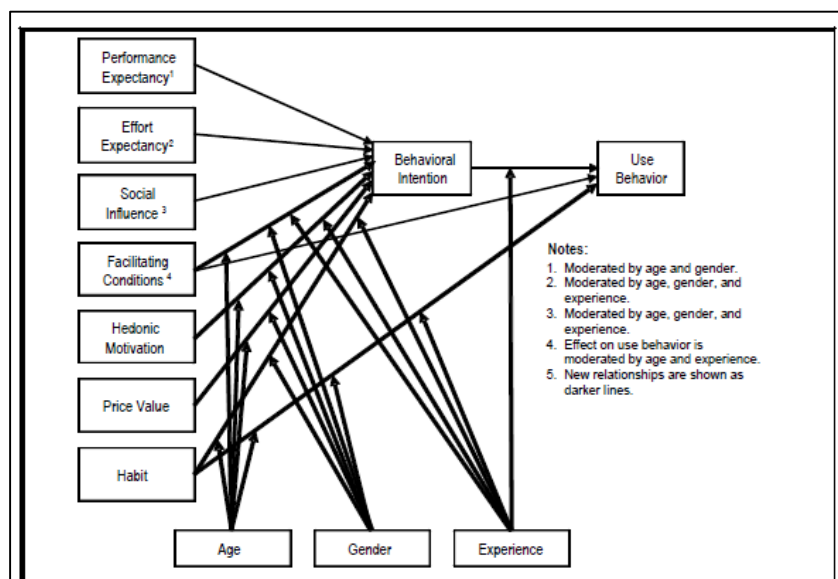 Performance
Expectancy¹
Effort
Expectancy²
Social
Influence ³
Facilitating
Conditions ⁴
Hedonic
Motivation
Price Value
Habit
Behavioral
Intention
Use
Behavior
Notes:
1. Moderated by age and gender.
2. Moderated by age, gender, and
experience.
3. Moderated by age, gender, and
experience.
4. Effect on use behavior is
moderated by age and experience.
5. New relationships are shown as
darker lines.
Age
Gender
Experience